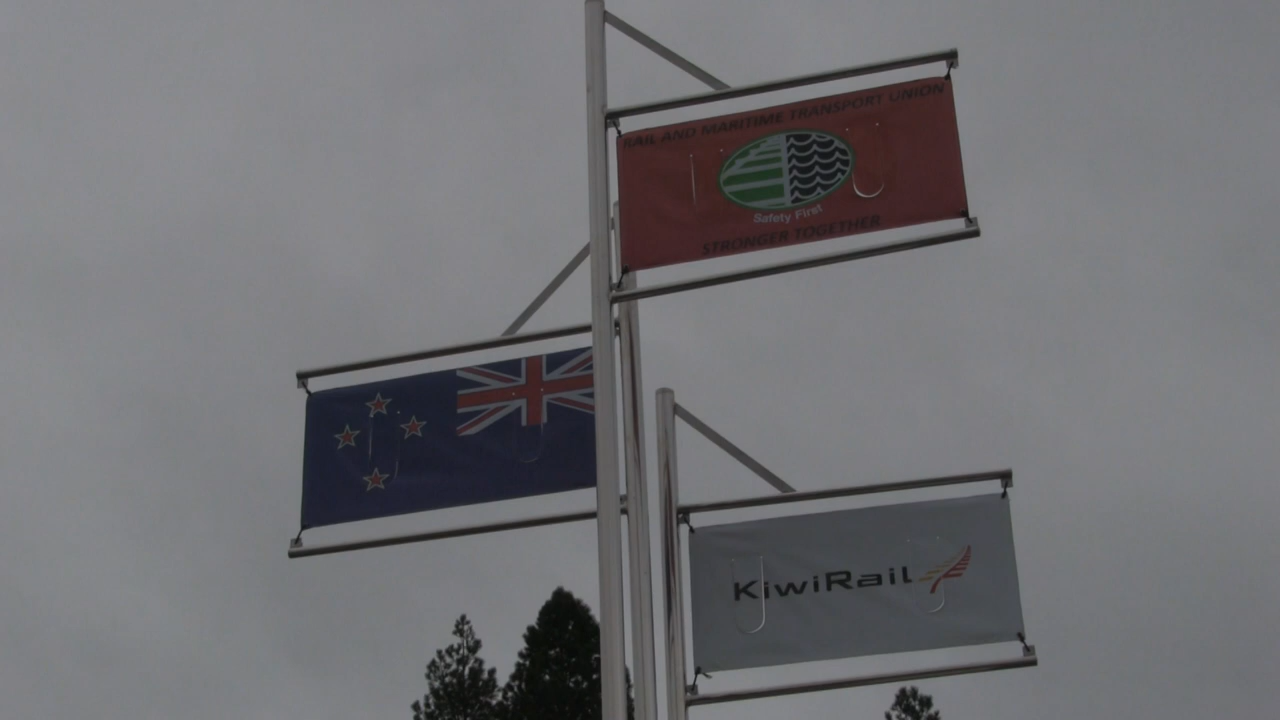 RAIL AND MARITIME TRANSPORT UNION
Safety First
STRONGER TOGETHER
KiwiRail